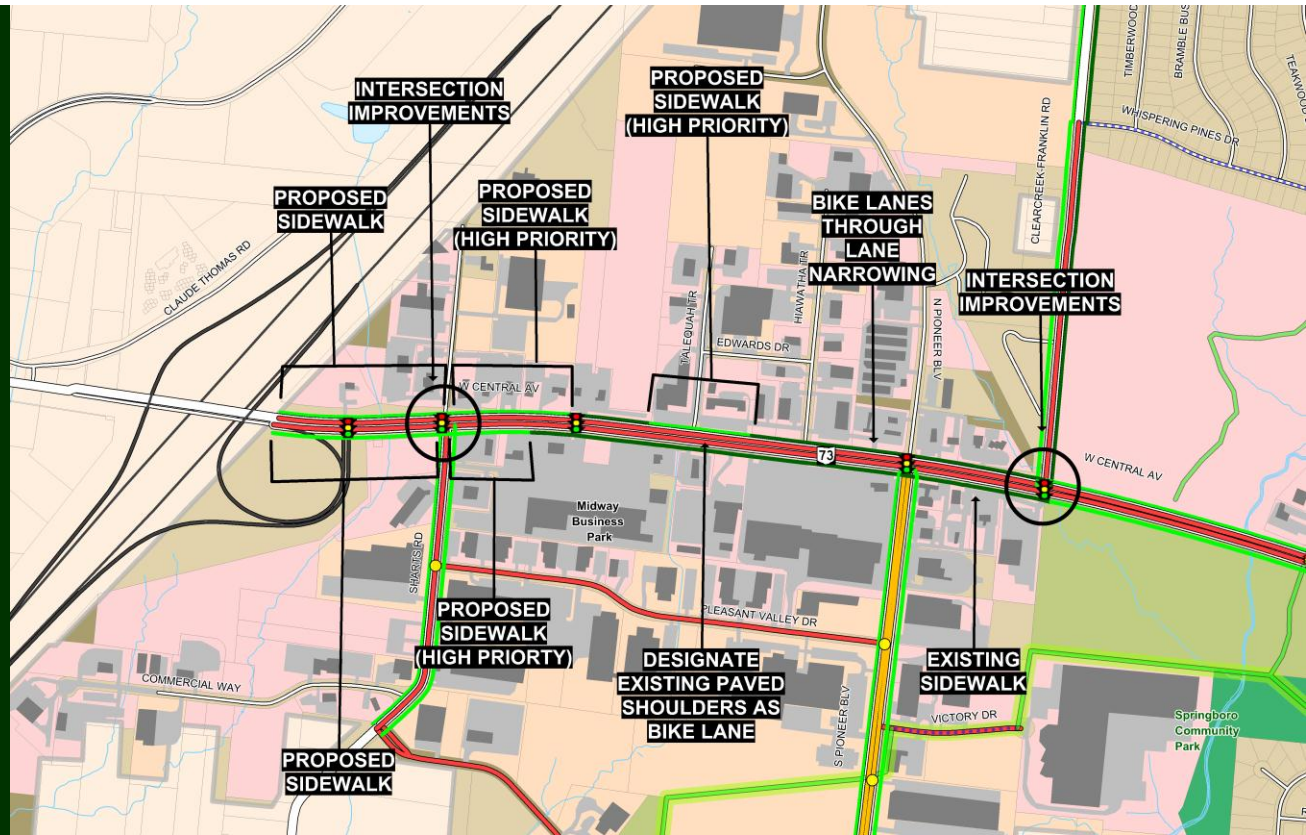 INTERSECTION
IMPROVEMENTS
PROPOSED
SIDEWALK
(HIGH PRIORITY)
TIMBERWOOD
BRAMBLE BUS
TEAKWOOD
WHISPERING PINES DR
CLEARCREEK-FRANKLIN RD
PROPOSED
SIDEWALK
PROPOSED
SIDEWALK
(HIGH PRIORITY)
BIKE LANES
THROUGH
LANE
NARROWING
INTERSECTION
IMPROVEMENTS
CLAUDE THOMAS RD
TALEQUAH TR
HIAWATHA TR
N PIONEER BLV
EDWARDS DR
W CENTRAL AV
73
W CENTRAL AV
Midway
Business
Park
SHARTS RD
PROPOSED
SIDEWALK
(HIGH PRIORTY)
PLEASANT VALLEY DR
DESIGNATE
EXISTING PAVED
SHOULDERS AS
BIKE LANE
EXISTING
SIDEWALK
COMMERCIAL WAY
S PIONEER BLV
VICTORY DR
Springboro
Community
Park
PROPOSED
SIDEWALK
R